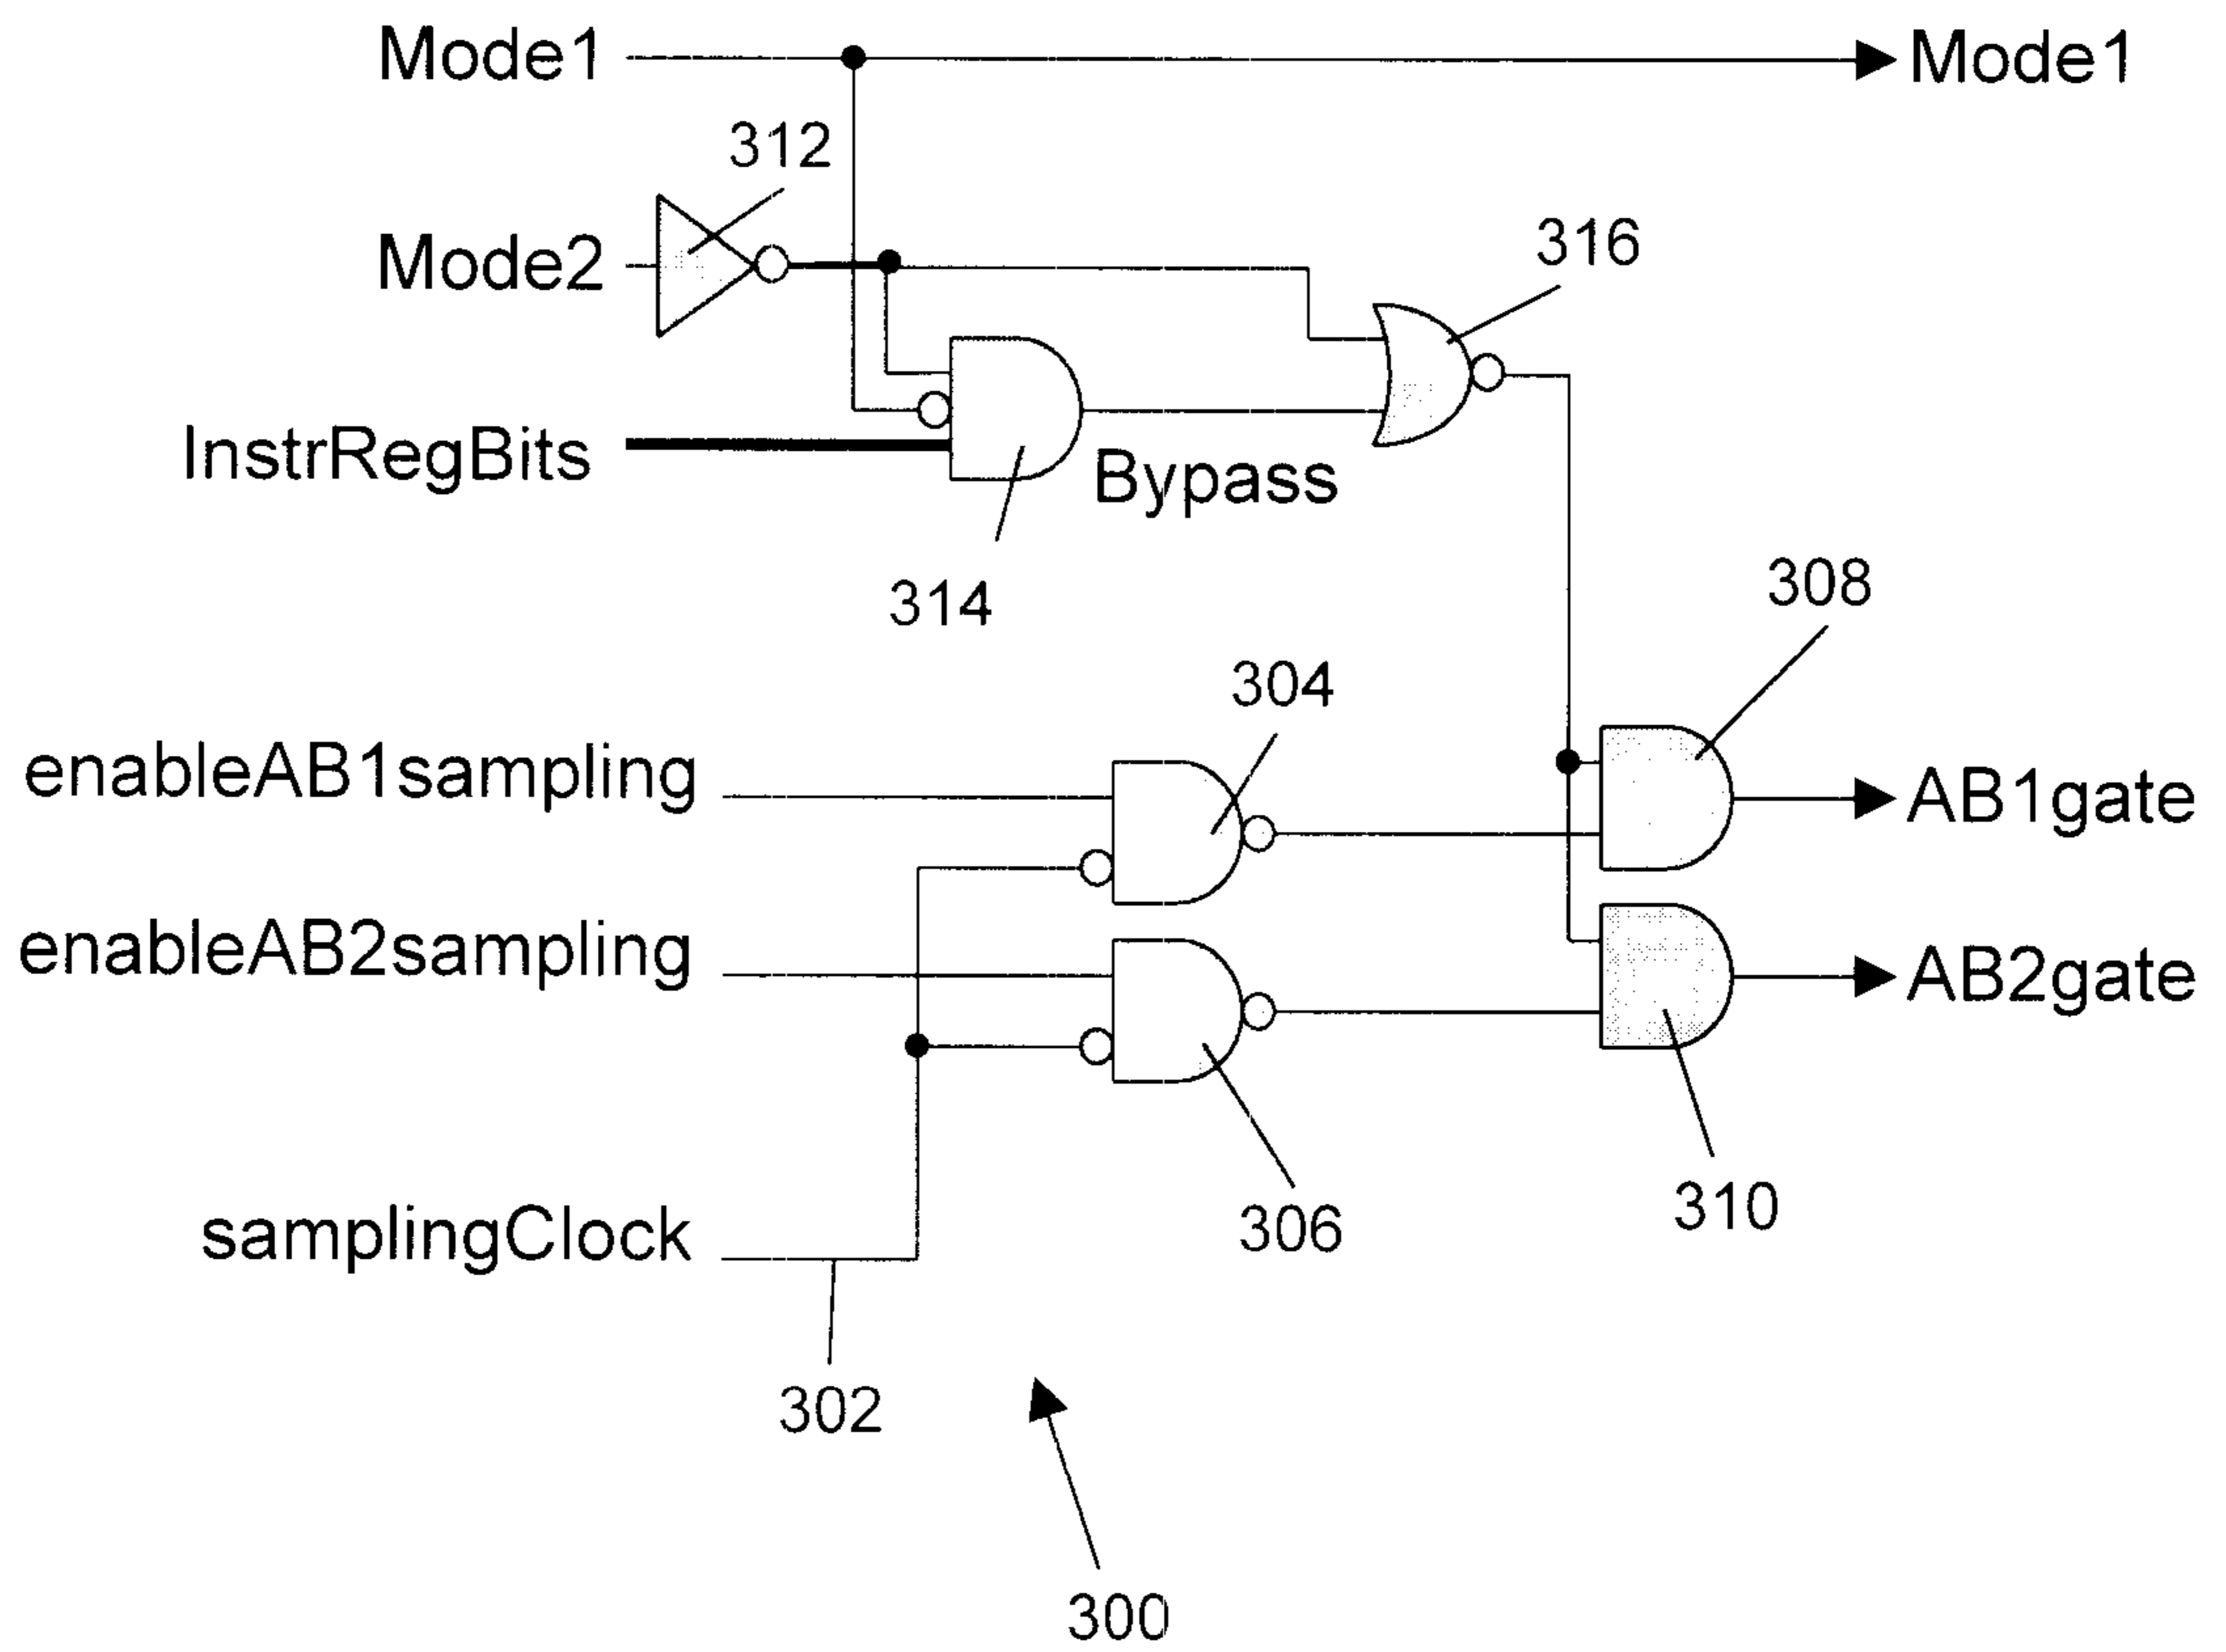 Mode1
Mode1
312
Mode2
316
InstrRegBits
Bypass
314
308
304
enableAB1sampling
AB1gate
enableAB2sampling
AB2gate
310
samplingClock
306
302
300